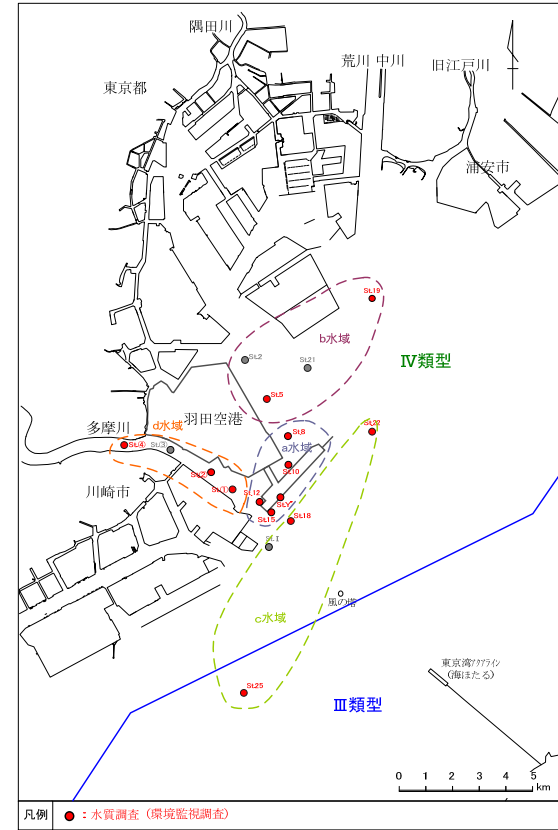 隅田川
荒川 中川
旧江戸川
東京都
浦安市
St.19
b水域
St.2
St.21
Ⅳ類型
St.5
羽田空港
St.22
多摩川
d水域
St.8
a水域
St.④
St.③
St.10
St.②
川崎市
St.①
St.12
St.Y
St.15
St.18
St.1
風の塔
c水域
東京湾アクアライン
(海ほたる)
St.25
Ⅲ類型
0 1 2 3 4 5
km
凡例
:水質調査(環境監視調査)